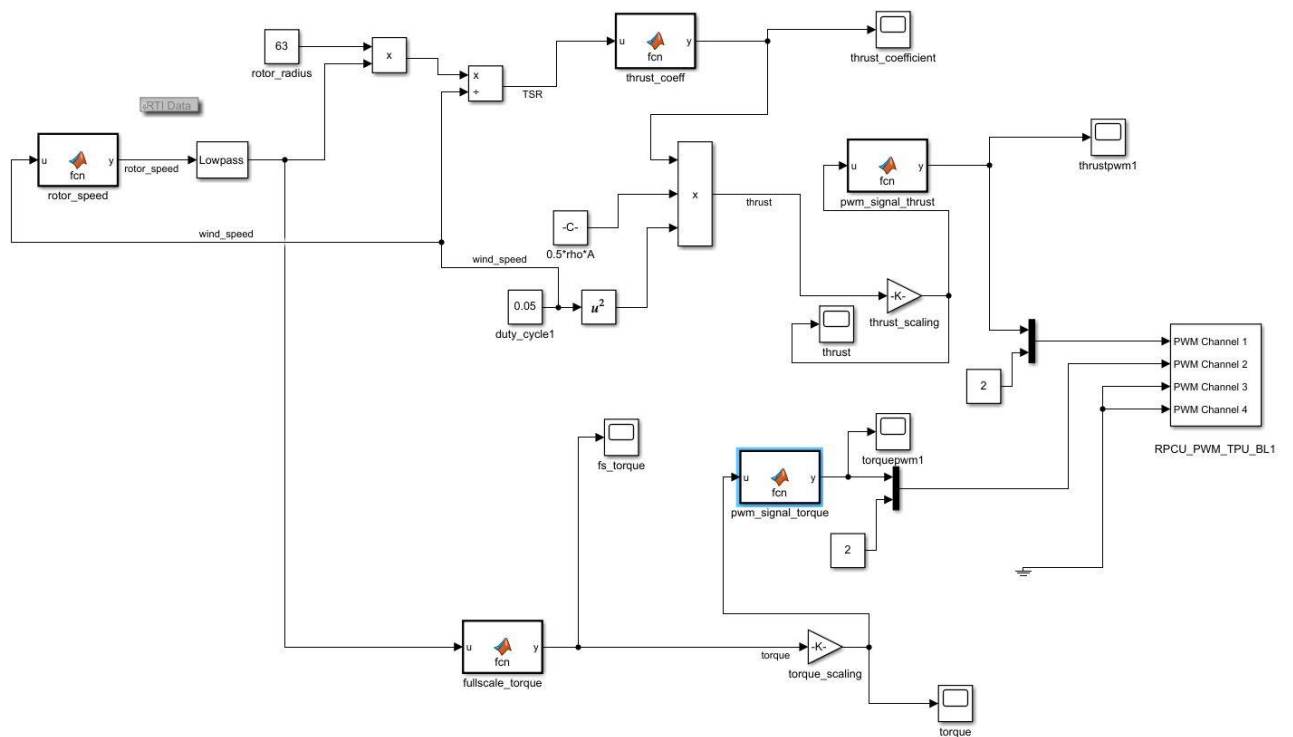 63
rotor_radius
x
x
÷
TSR
u
fcn
y
thrust_coeff
thrust_coefficient
RTI Data
u
fcn
y
rotor_speed
rotor_speed
Lowpass
wind_speed
wind_speed
-C-
0.5*rho*A
x
thrust
0.05
duty_cycle1
u²
u
fcn
y
pwm_signal_thrust
thrustpwm1
-K-
thrust_scaling
thrust
2
PWM Channel 1
PWM Channel 2
PWM Channel 3
PWM Channel 4
RPCU_PWM_TPU_BL1
fs_torque
u
fcn
y
pwm_signal_torque
torquepwm1
2
u
fcn
y
fullscale_torque
torque
-K-
torque_scaling
torque